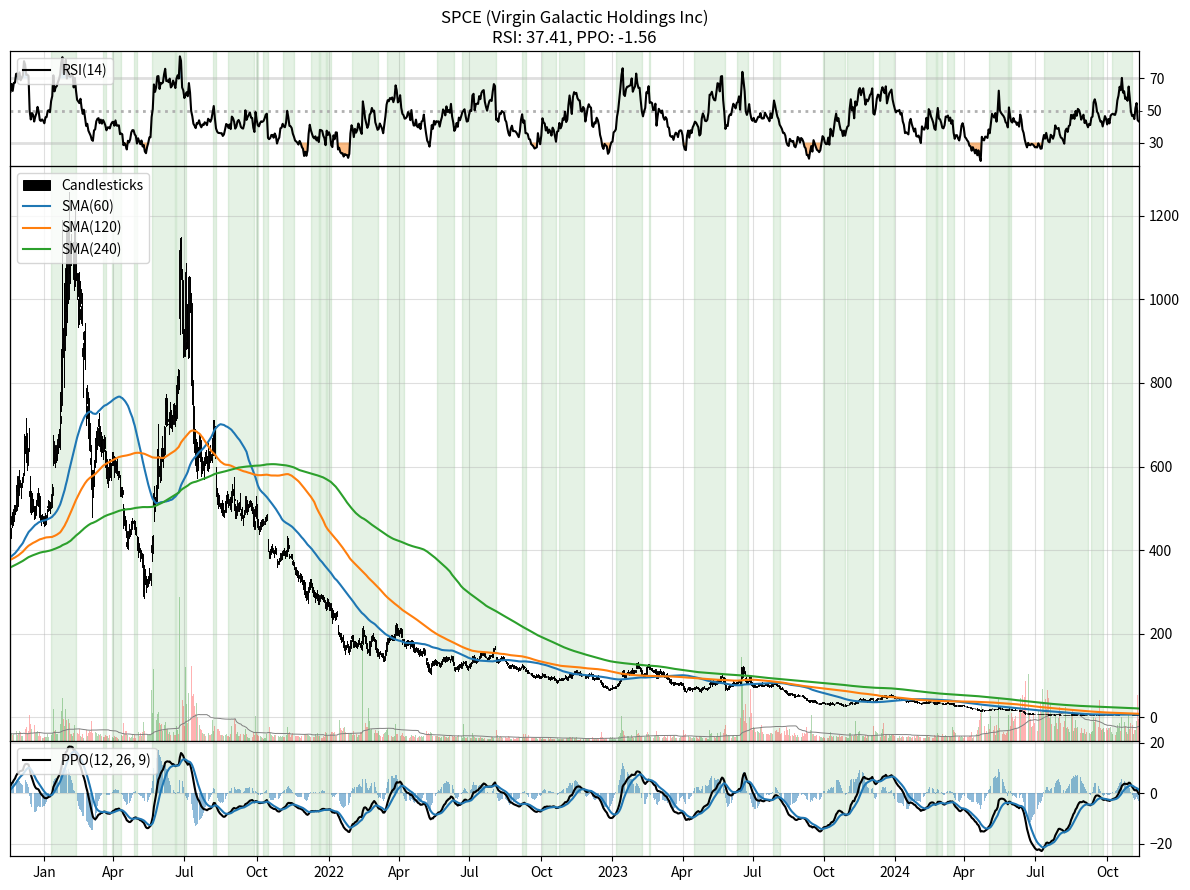 SPCE (Virgin Galactic Holdings Inc)
RSI: 37.41, PPO: -1.56
RSI(14)
70
50
30
Candlesticks
SMA(60)
SMA(120)
SMA(240)
1200
1000
800
600
400
200
0
PPO(12, 26, 9)
20
0
−20
Jan Apr Jul Oct 2022 Apr Jul Oct 2023 Apr Jul Oct 2024 Apr Jul Oct